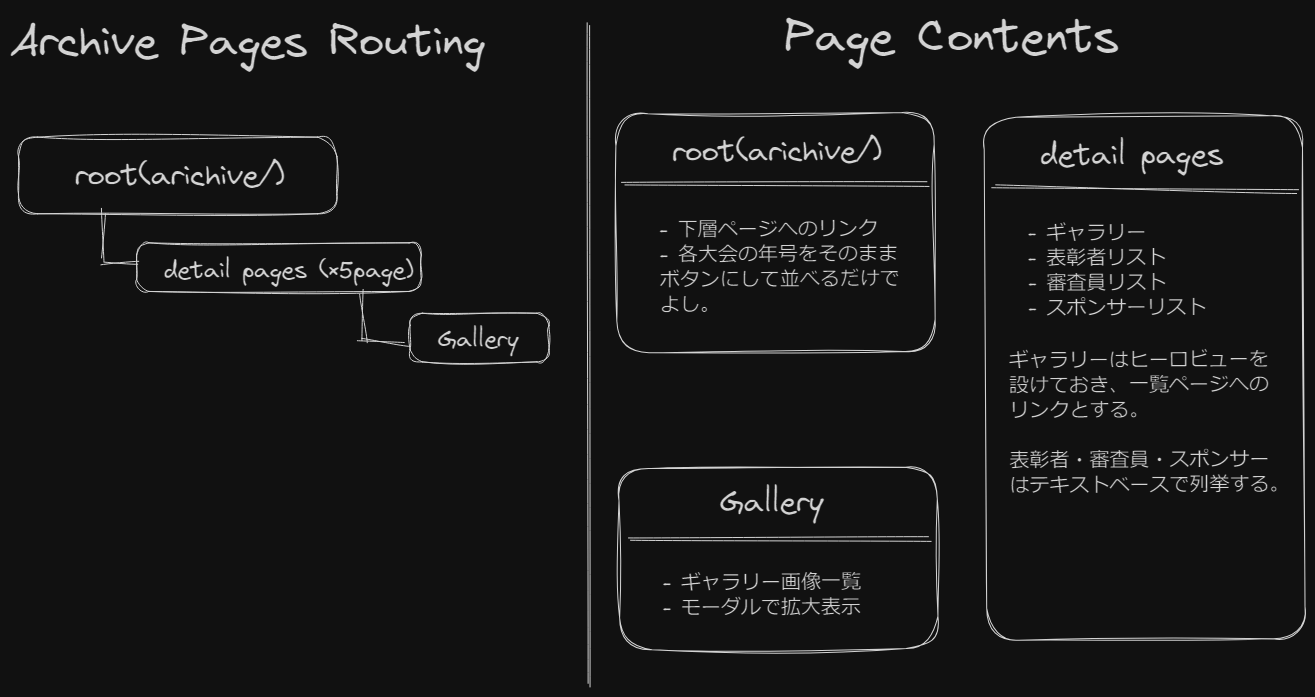 Archive Pages Routing
root(arichive/)
detail pages (x5page)
Gallery
Page Contents
root(arichive/)
- 下層ページへのリンク
- 各大会の年号をそのまま
ボタンにして並べるだけで
よし。
Gallery
- ギャラリー画像一覧
- モーダルで拡大表示
detail pages
- ギャラリー
- 表彰者リスト
- 審査員リスト
- スポンサーリスト
ギャラリーはヒーロビューを
設けておき、一覧ページへの
リンクとする。
表彰者・審査員・スポンサー
はテキストベースで列挙する。